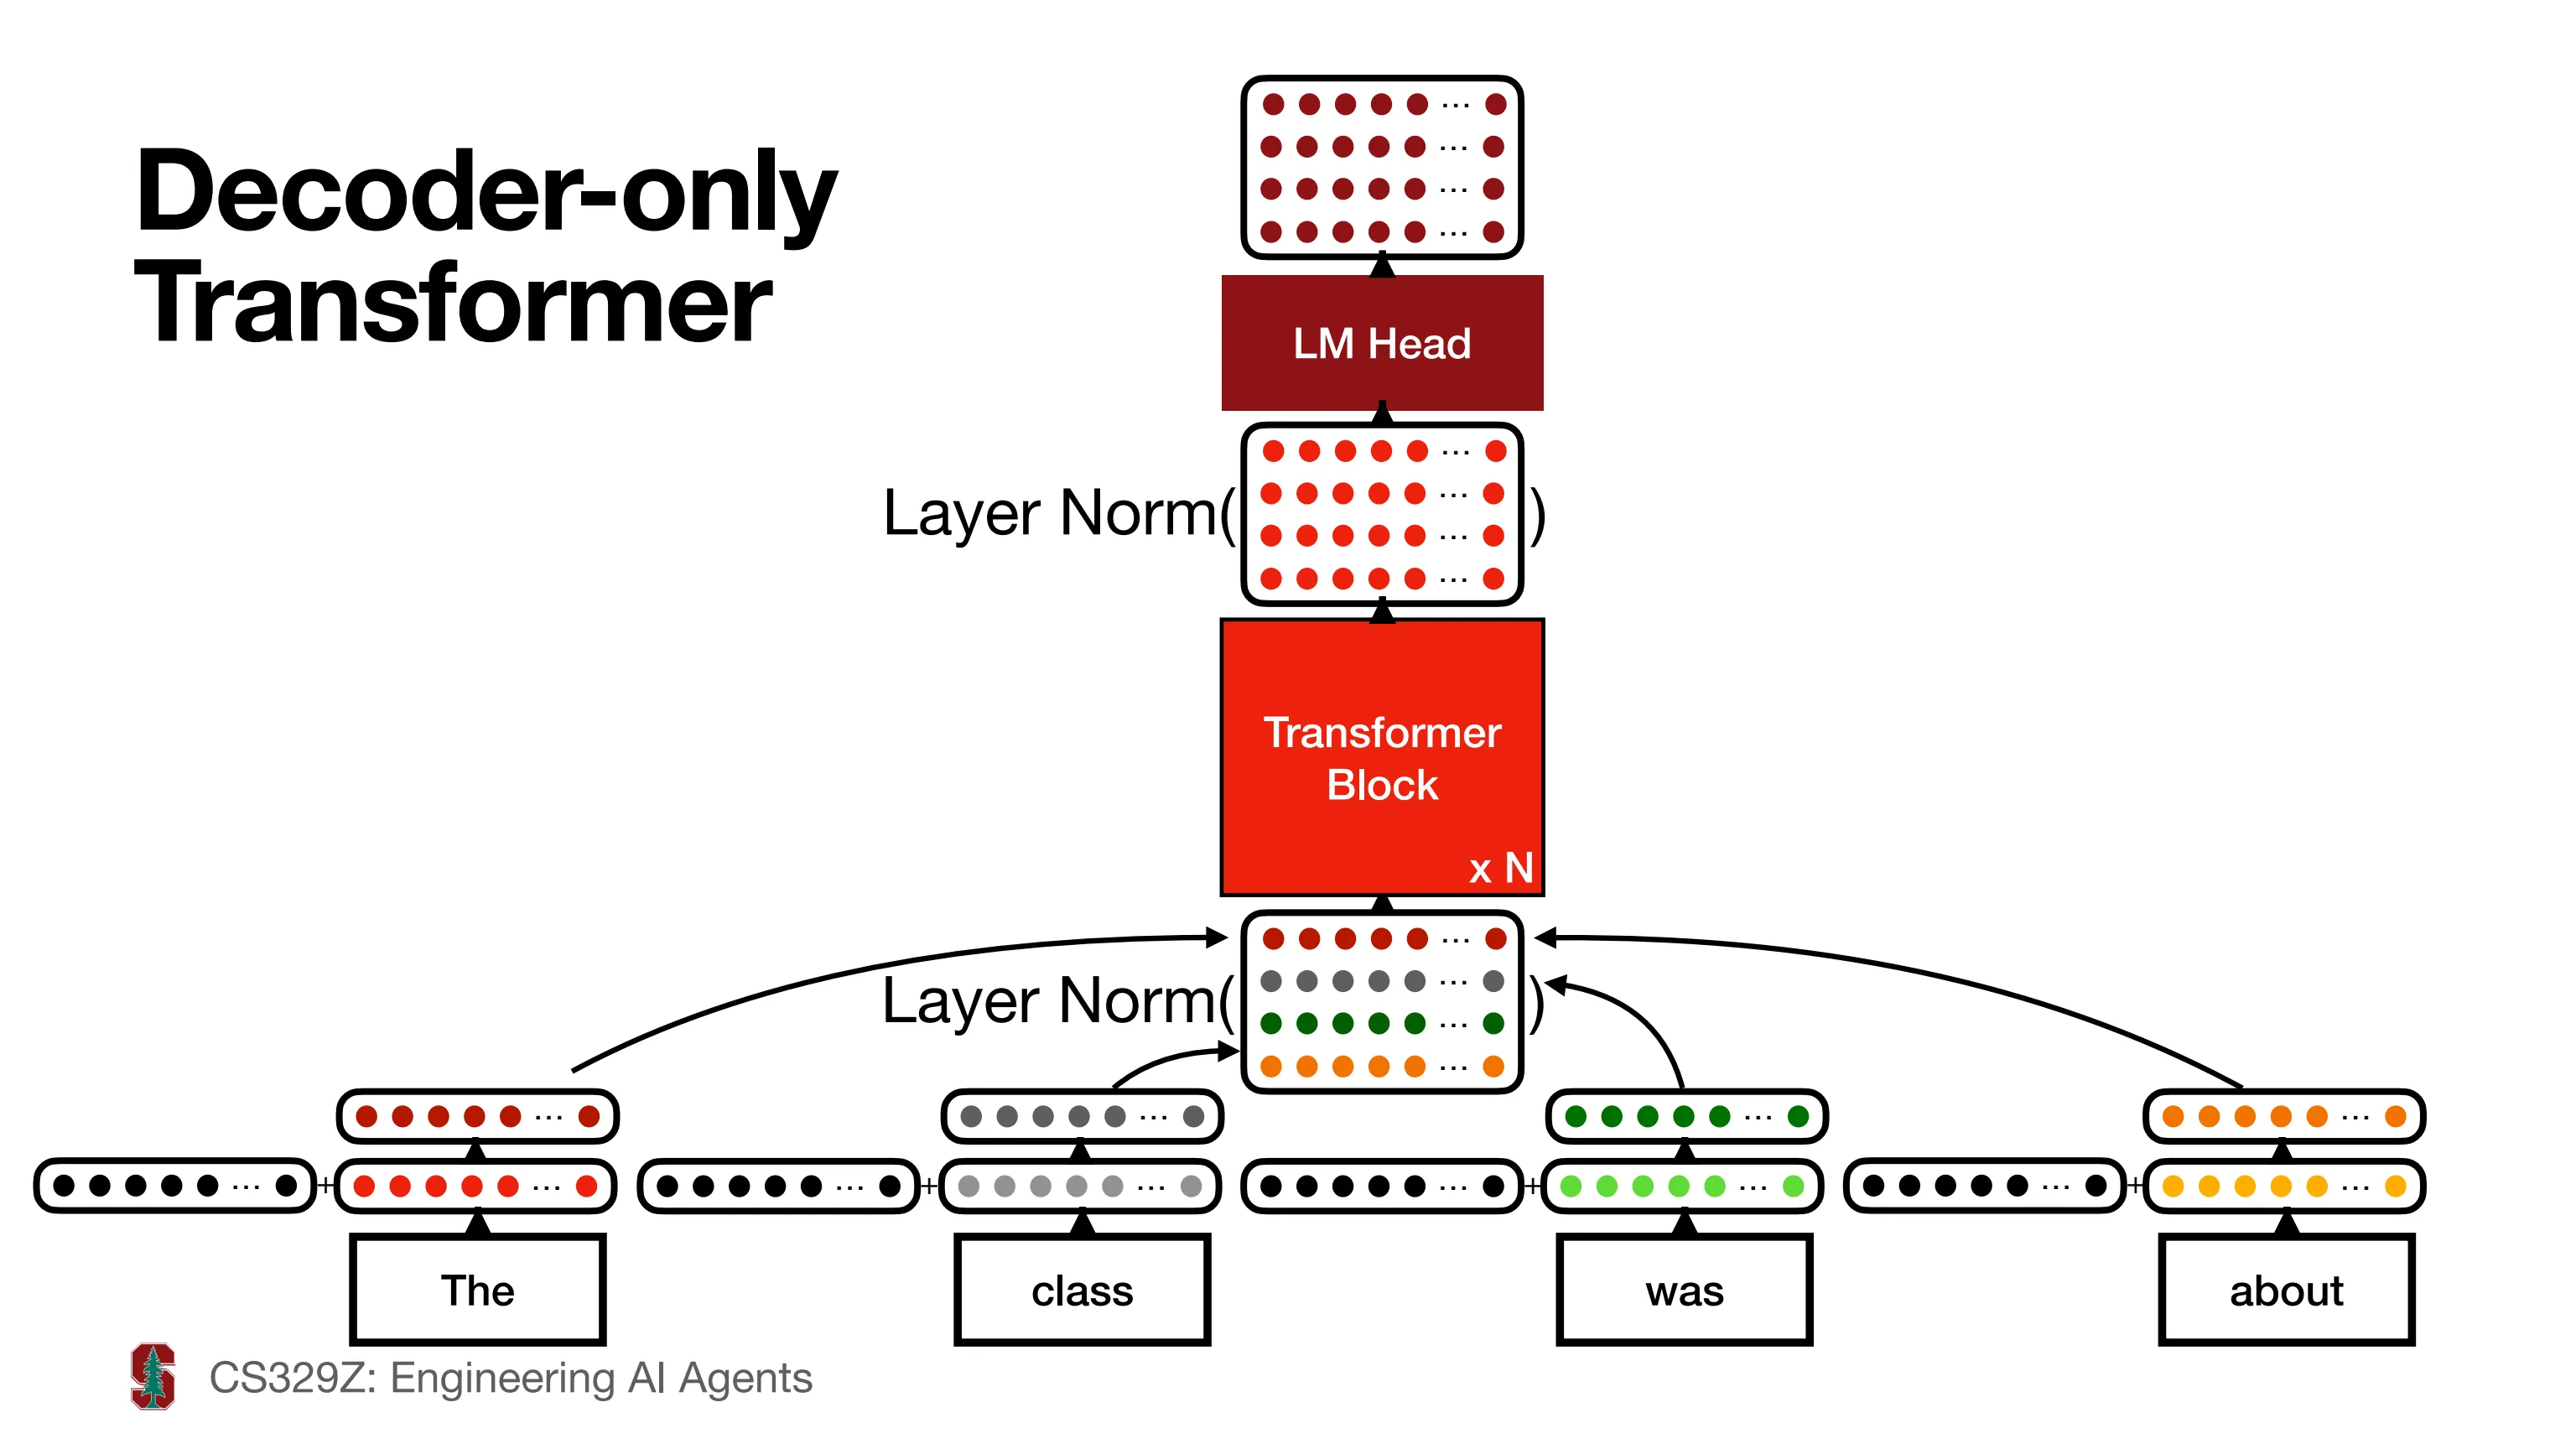 Decoder-only
Transformer
LM Head
Layer Norm( )
Transformer
Block
x N
Layer Norm( )
+ + + +
The class was about
CS329Z: Engineering AI Agents